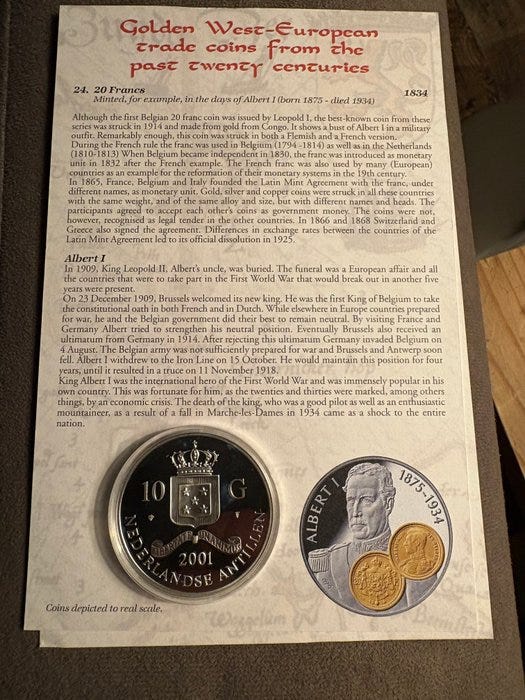 Golden West-European
trade coins from the
past twenty centuries
24. 20 Francs 1834
Minted, for example, in the days of Albert I (born 1875 - died 1934)
Although the first Belgian 20 franc coin was issued by Leopold I, the best-known coin from these
series was struck in 1914 and made from gold from Congo. It shows a bust of Albert I in a military
outfit. Remarkably enough, this coin was struck in both a Flemish and a French version.
During the French rule the franc was used in Belgium (1794 -1814) as well as in the Netherlands
(1810-1813) When Belgium became independent in 1830, the franc was introduced as monetary
unit in 1832 after the French example. The French franc was also used by many (European)
countries as an example for the reformation of their monetary systems in the 19th century.
In 1865, France, Belgium and Italy founded the Latin Mint Agreement with the franc, under
different names, as monetary unit. Gold, silver and copper coins were struck in all these countries
with the same weight, and of the same alloy and size, but with different names and heads. The
participants agreed to accept each other's coins as government money. The coins were not,
however, recognised as legal tender in the other countries. In 1866 and 1868 Switzerland and
Greece also signed the agreement. Differences in exchange rates between the countries of the
Latin Mint Agreement led to its official dissolution in 1925.
Albert I
In 1909, King Leopold II, Albert's uncle, was buried. The funeral was a European affair and all
the countries that were to take part in the First World War that would break out in another five
years were present.
On 23 December 1909, Brussels welcomed its new king. He was the first King of Belgium to take
the constitutional oath in both French and in Dutch. While elsewhere in Europe countries prepared
for war, he and the Belgian government did their best to remain neutral. By visiting France and
Germany Albert tried to strengthen his neutral position. Eventually Brussels also received an
ultimatum from Germany in 1914. After rejecting this ultimatum Germany invaded Belgium on
4 August. The Belgian army was not sufficiently prepared for war and Brussels and Antwerp soon
fell. Albert I withdrew to the Iron Line on 15 October. He would maintain this position for four
years, until it resulted in a truce on 11 November 1918.
King Albert I was the international hero of the First World War and was immensely popular in his
own country. This was fortunate for him, as the twenties and thirties were marked, among others
things, by an economic crisis. The death of the king, who was a good pilot as well as an enthusiastic
mountaineer, as a result of a fall in Marche-les-Dames in 1934 came as a shock to the entire
nation.
10 G
LIBERTATE UNANIMUS
2001
NEDERLANDSE ANTILLEN
ALBERT I 1875-1934
Coins depicted to real scale.